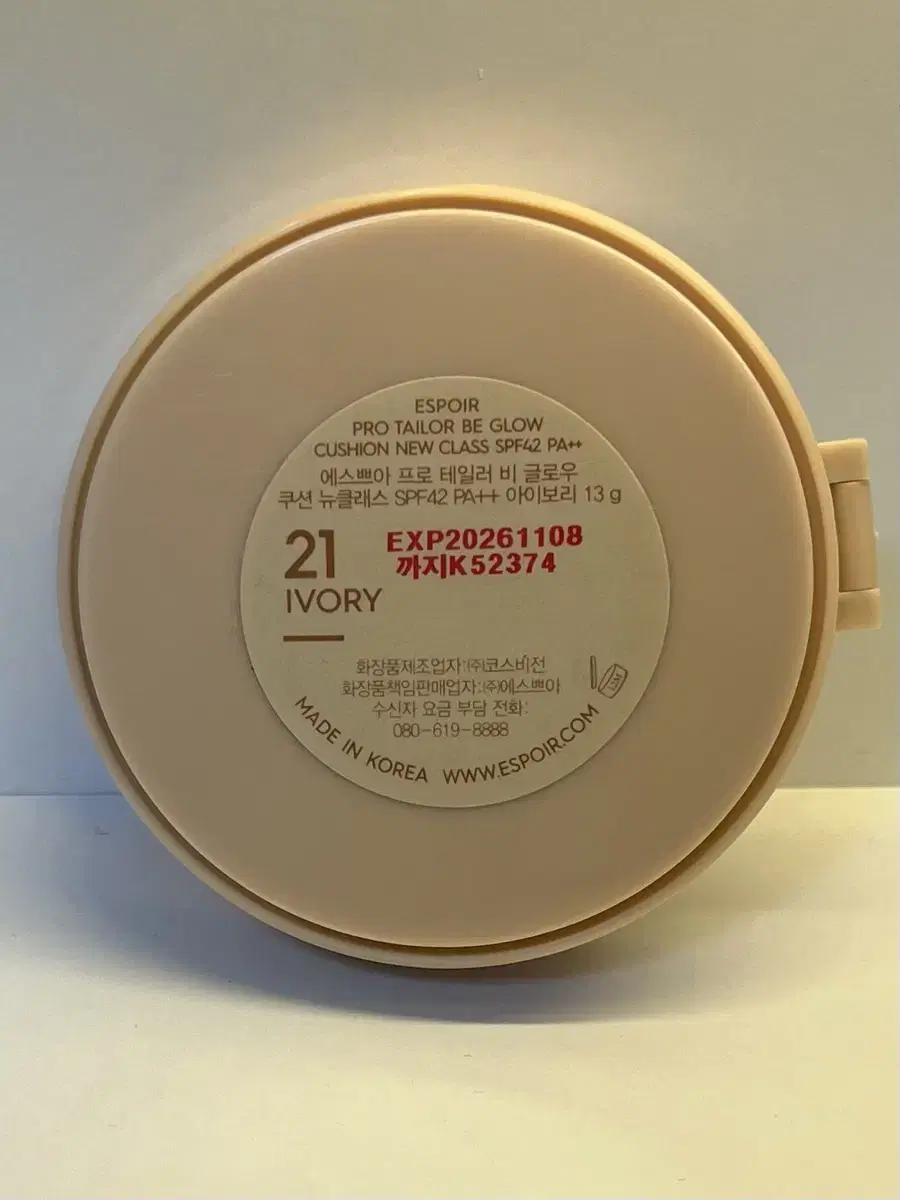 ESPOIR
PRO TAILOR BE GLOW
CUSHION NEW CLASS SPF42 PA++
에스쁘아 프로 테일러 비 글로우
쿠션 뉴클래스 SPF42 PA++ 아이보리 13 g
21
IVORY
EXP20261108
까지K52374
화장품제조업자:㈜코스비전
화장품책임판매업자:㈜에스쁘아
수신자 요금 부담 전화:
080-619-8888
MADE IN KOREA WWW.ESPOIR.COM